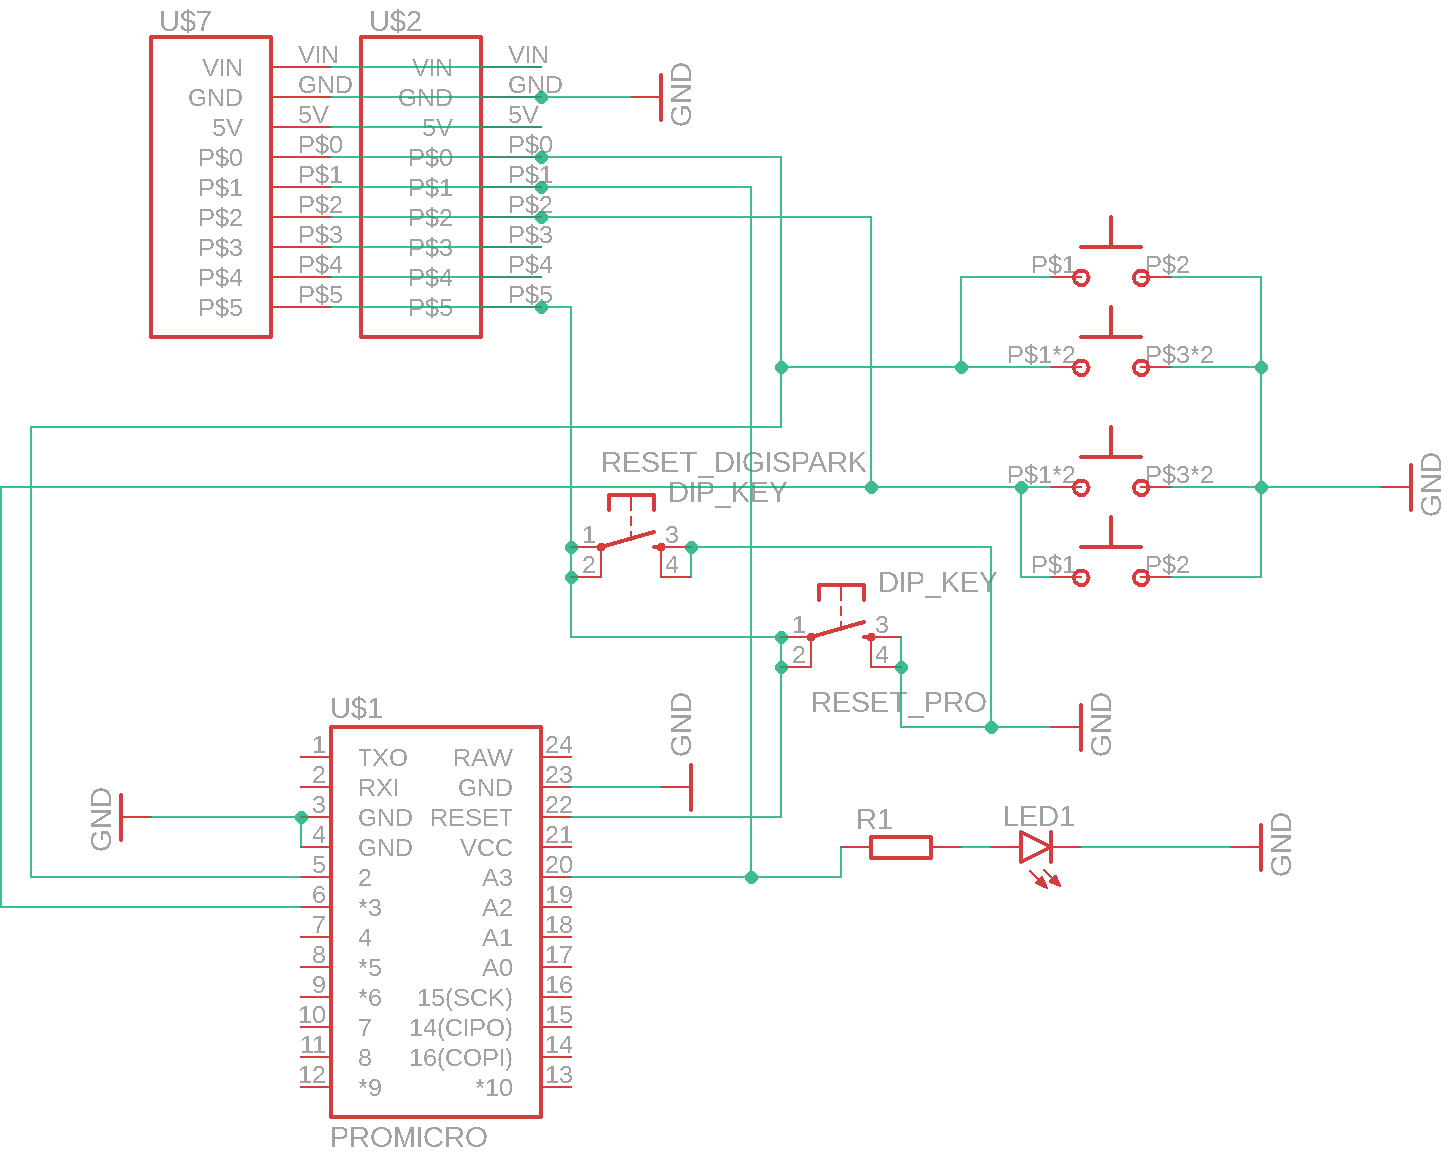 U$7
U$2
VIN
GND
5V
P$0
P$1
P$2
P$3
P$4
P$5
VIN
GND
5V
P$0
P$1
P$2
P$3
P$4
P$5
VIN
GND
5V
P$0
P$1
P$2
P$3
P$4
P$5
VIN
GND
5V
P$0
P$1
P$2
P$3
P$4
P$5
GND
P$1 P$2
P$1*2 P$3*2
P$1*2 P$3*2
P$1 P$2
GND
RESET_DIGISPARK
DIP_KEY
1 3
2 4
DIP_KEY
1 3
2 4
RESET_PRO
GND
U$1
GND
1 TXO RAW 24
2 RXI GND 23
3 GND RESET 22
4 GND VCC 21
5 2 A3 20
6 *3 A2 19
7 4 A1 18
8 *5 A0 17
9 *6 15(SCK) 16
10 7 14(CIPO) 15
11 8 16(COPI) 14
12 *9 *10 13
PROMICRO
GND
R1
LED1
GND